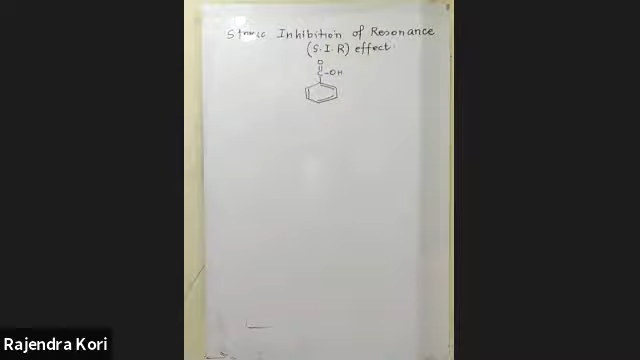 Steric Inhibition of Resonance
(S.I.R) effect.
O
C-OH
Rajendra Kori